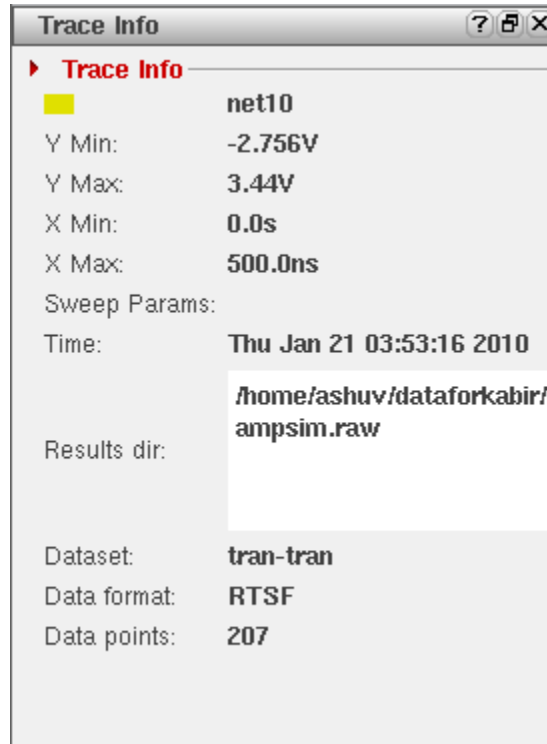 Trace Info
Trace Info
net10
Y Min: -2.756V
Y Max: 3.44V
X Min: 0.0s
X Max: 500.0ns
Sweep Params:
Time: Thu Jan 21 03:53:16 2010
/home/ashuv/dataforkabir/
ampsim.raw
Results dir:
Dataset: tran-tran
Data format: RTSF
Data points: 207